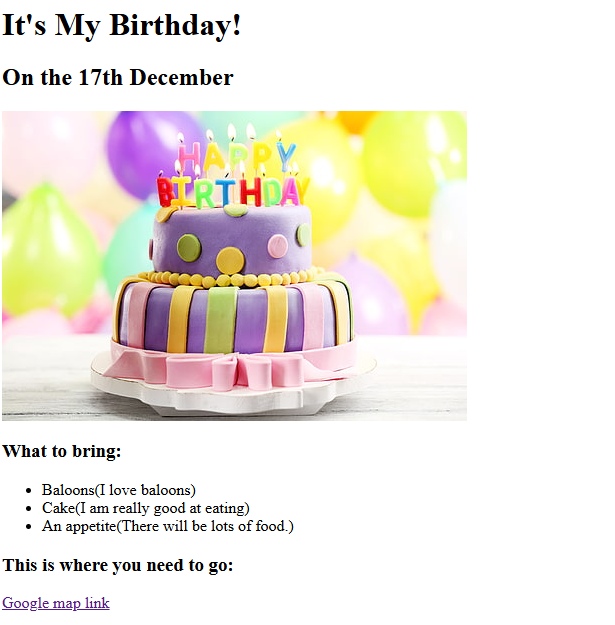 It's My Birthday!
On the 17th December
HAPPY
BIRTHDAY
What to bring:
Baloons(I love baloons)
Cake(I am really good at eating)
An appetite(There will be lots of food.)
This is where you need to go:
Google map link